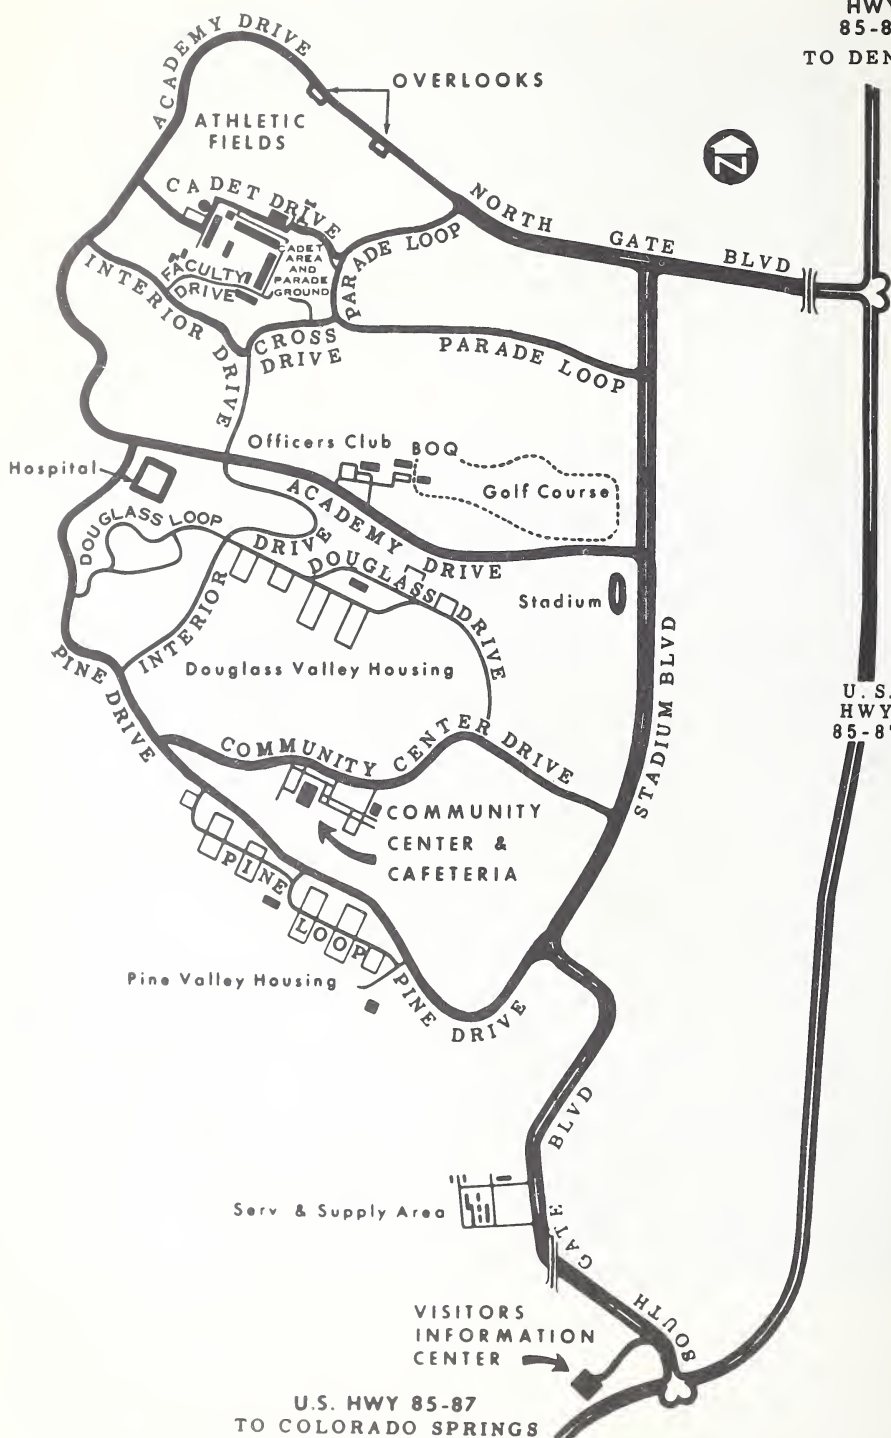 HWY
85-8
TO DEN
ACADEMY DRIVE
OVERLOOKS
ATHLETIC
FIELDS
N
CADET DRIVE
NORTH GATE BLVD
PARADE LOOP
CADET
AREA
AND
PARADE
GROUND
FACULTY
DRIVE
INTERIOR DRIVE
PARADE LOOP
CROSS
DRIVE
PARADE LOOP
Officers Club
BOQ
Hospital
Golf Course
ACADEMY DRIVE
DOUGLASS LOOP
INTERIOR DRIVE
DOUGLASS DRIVE
Stadium
STADIUM BLVD
Douglass Valley Housing
PINE DRIVE
U.S.
HWY
85-8
COMMUNITY CENTER DRIVE
COMMUNITY
CENTER &
CAFETERIA
PINE LOOP
Pine Valley Housing
PINE DRIVE
SOUTH GATE BLVD
Serv & Supply Area
VISITORS
INFORMATION
CENTER
U.S. HWY 85-87
TO COLORADO SPRINGS